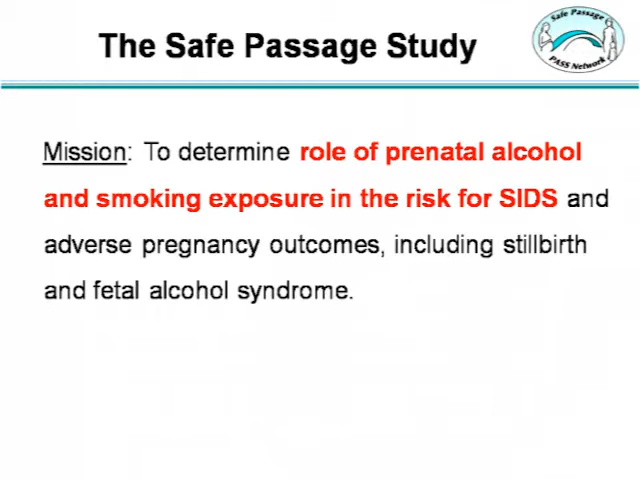 The Safe Passage Study
Safe Passage
PASS Network
Mission: To determine role of prenatal alcohol
and smoking exposure in the risk for SIDS and
adverse pregnancy outcomes, including stillbirth
and fetal alcohol syndrome.